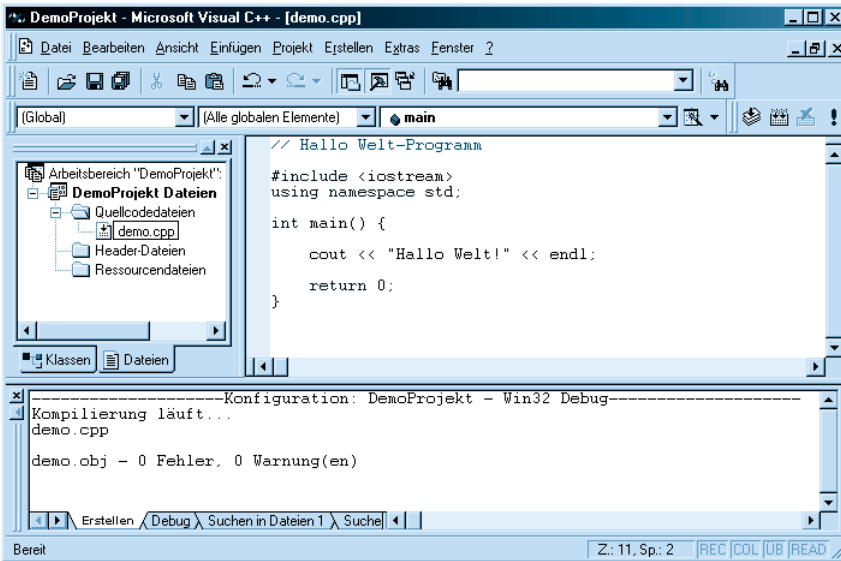 DemoProjekt - Microsoft Visual C++ - [demo.cpp]
Datei Bearbeiten Ansicht Einfügen Projekt Erstellen Extras Fenster ?
(Global) (Alle globalen Elemente) main
Arbeitsbereich "DemoProjekt":
DemoProjekt Dateien
Quellcodedateien
demo.cpp
Header-Dateien
Ressourcendateien
Klassen Dateien
// Hallo Welt-Programm
#include <iostream>
using namespace std;
int main() {
cout << "Hallo Welt!" << endl;
return 0;
}
--------------------Konfiguration: DemoProjekt - Win32 Debug--------------------
Kompilierung läuft...
demo.cpp
demo.obj - 0 Fehler, 0 Warnung(en)
Erstellen Debug Suchen in Dateien 1 Suche
Bereit Z.: 11, Sp.: 2 REC COL ÜB READ